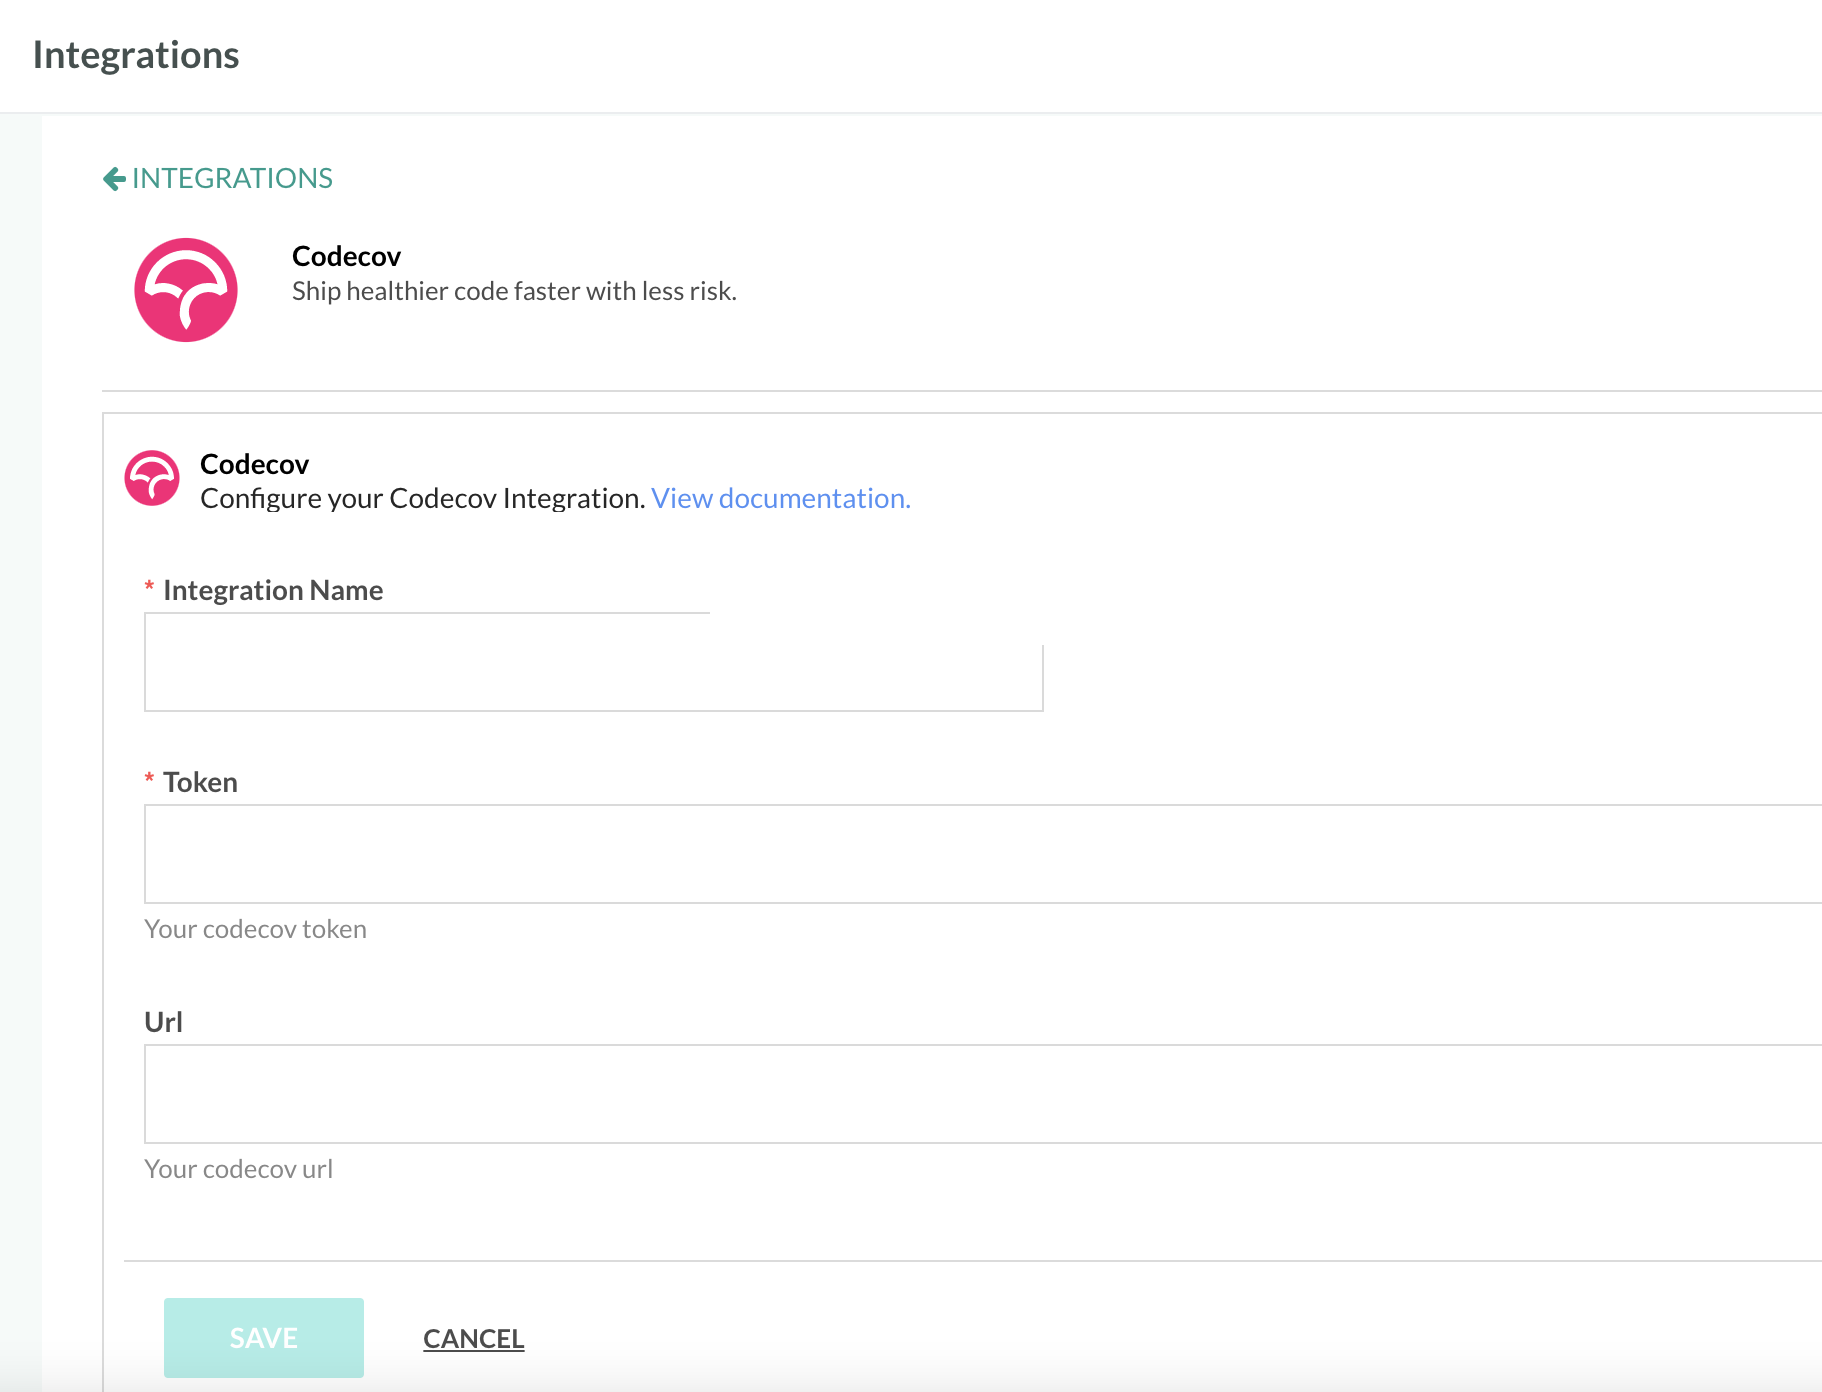 Integrations
INTEGRATIONS
Codecov
Ship healthier code faster with less risk.
Codecov
Configure your Codecov Integration. View documentation.
* Integration Name
* Token
Your codecov token
Url
Your codecov url
SAVE CANCEL